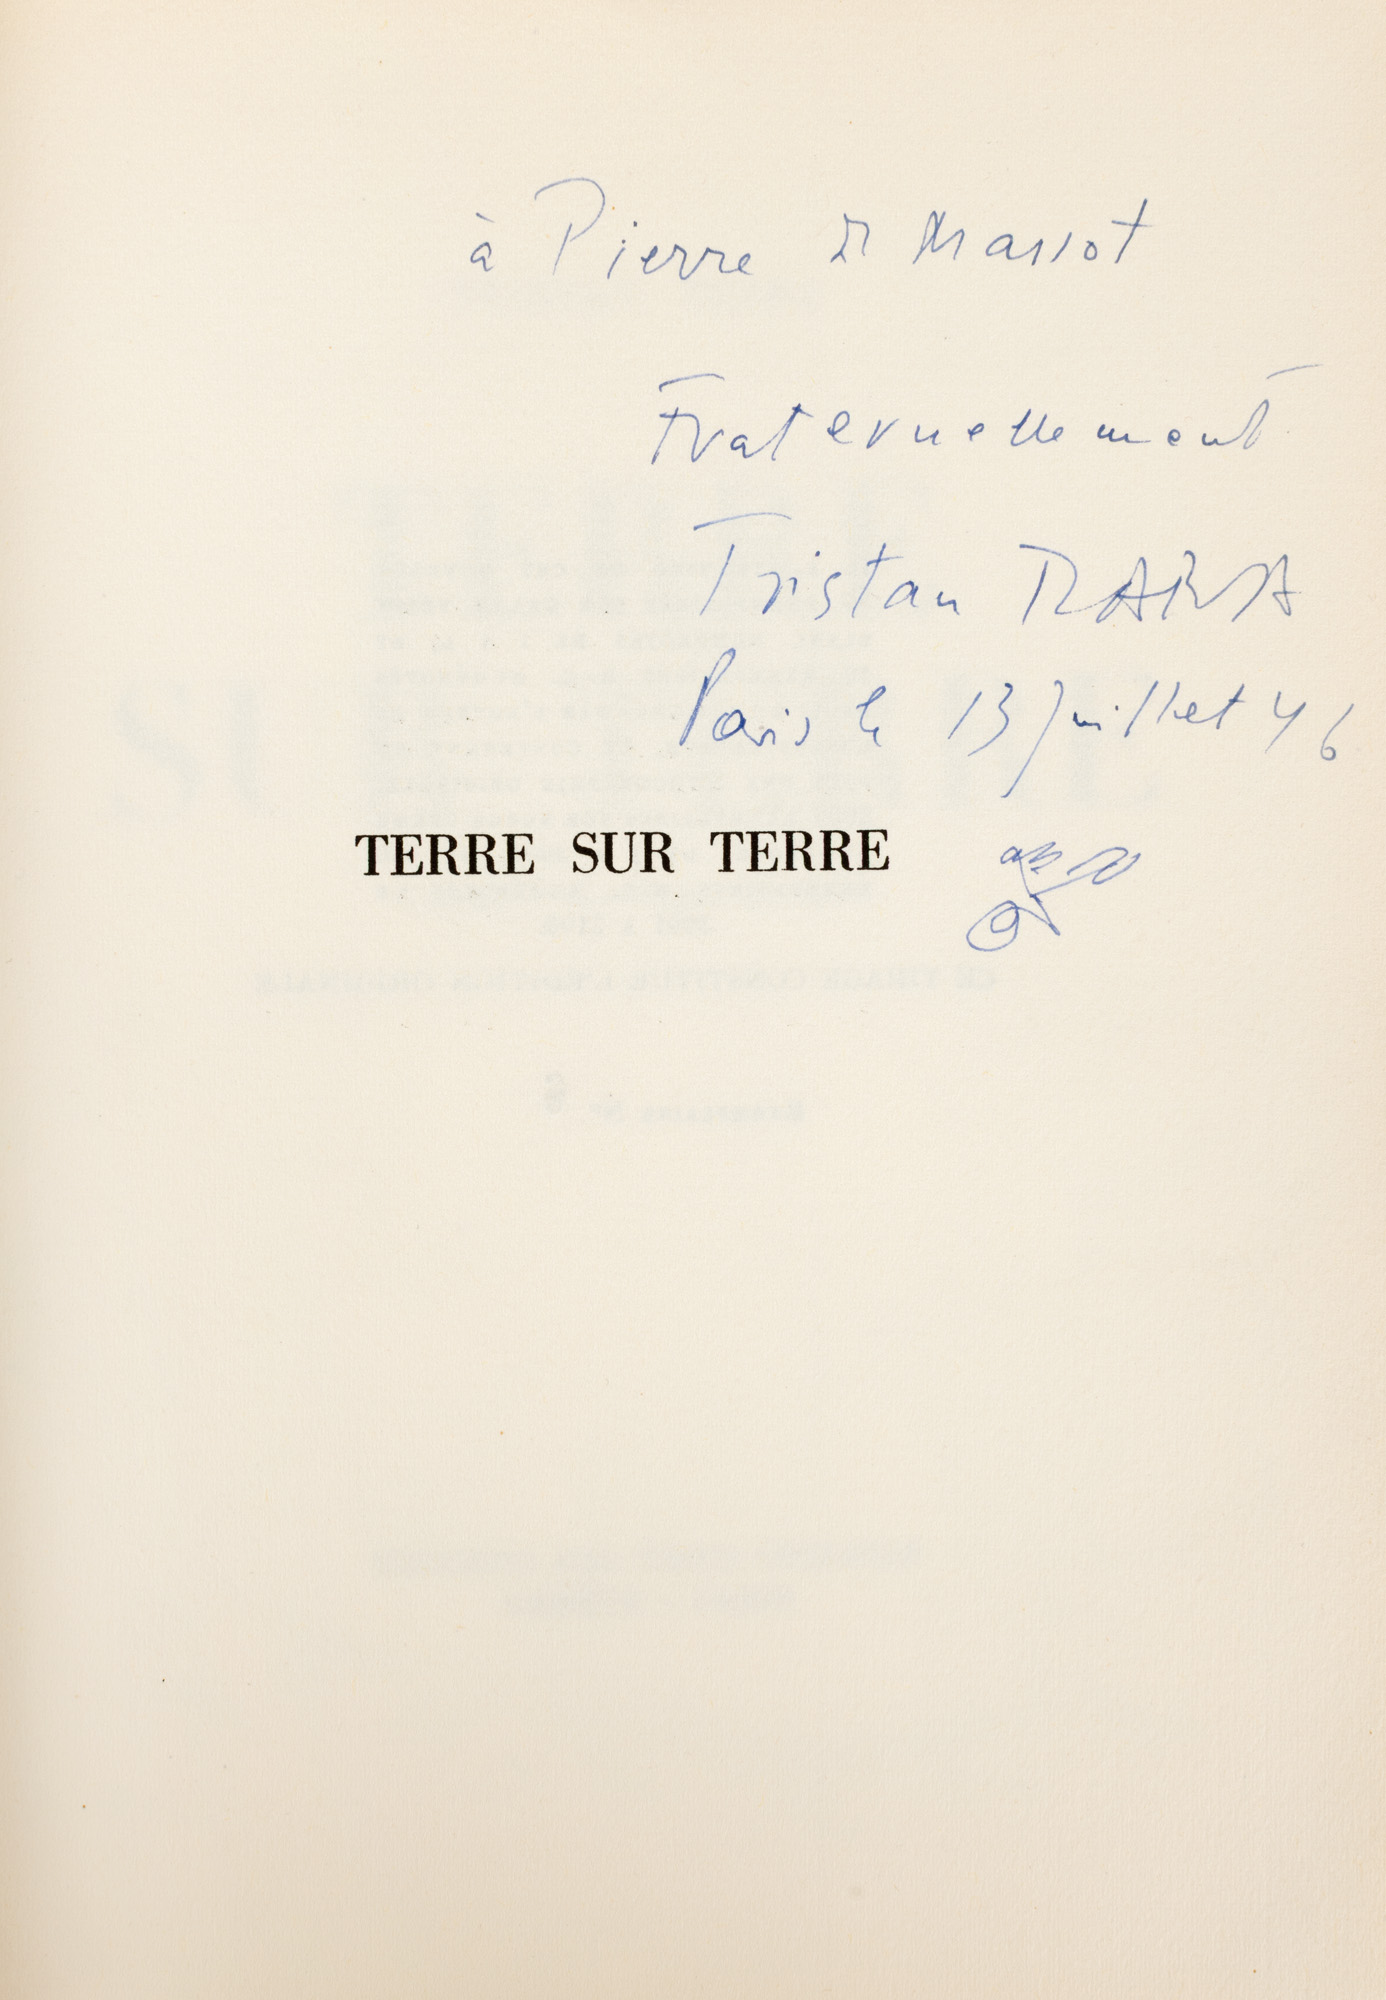 à Pierre de Massot
Fraternellement
Tristan TZARA
Paris le 13 juillet 46
TERRE SUR TERRE